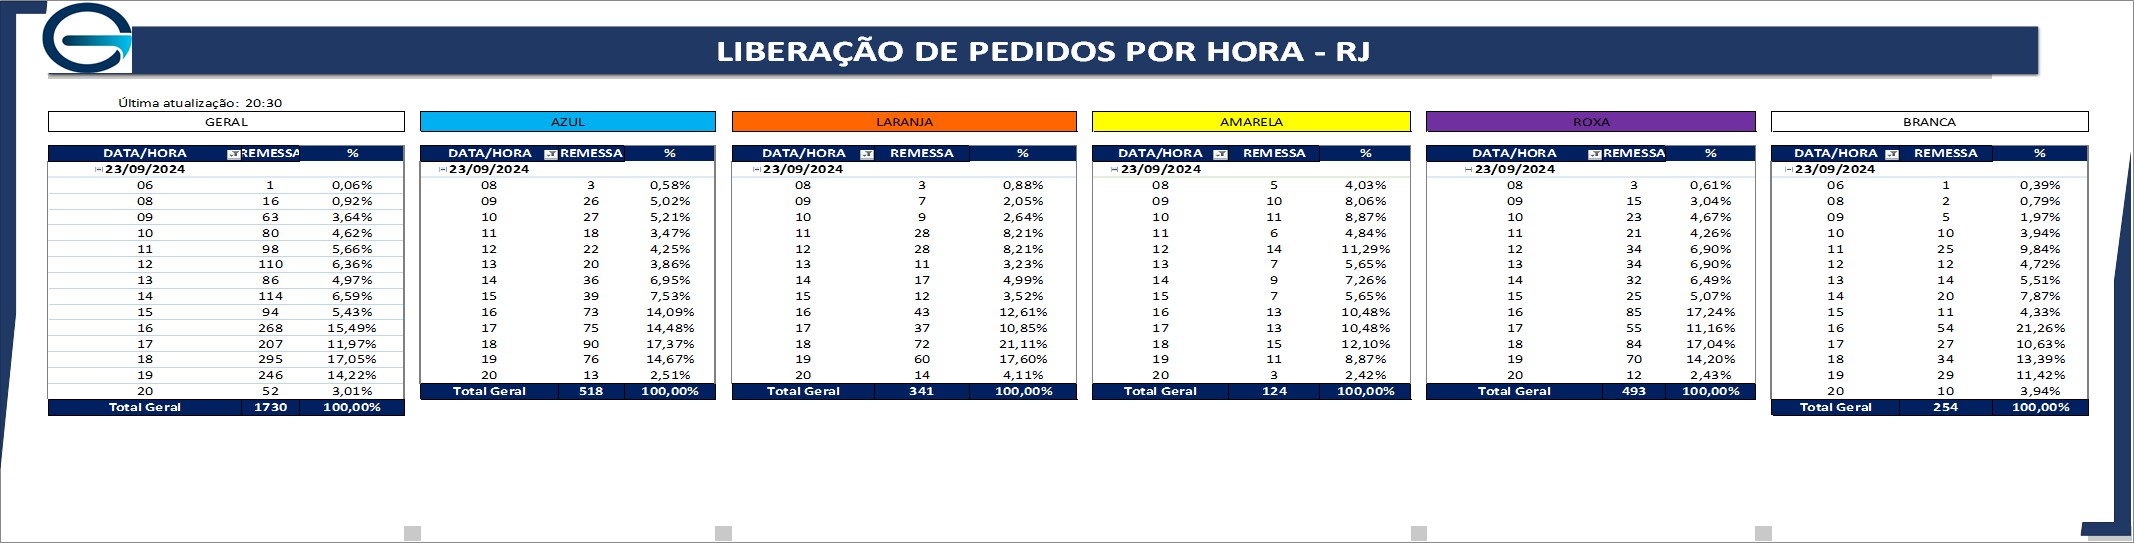 LIBERAÇÃO DE PEDIDOS POR HORA - RJ
Última atualização: 20:30
GERAL
DATA/HORA REMESSA %
23/09/2024
06 1 0,06%
08 16 0,92%
09 63 3,64%
10 80 4,62%
11 98 5,66%
12 110 6,36%
13 86 4,97%
14 114 6,59%
15 94 5,43%
16 268 15,49%
17 207 11,97%
18 295 17,05%
19 246 14,22%
20 52 3,01%
Total Geral 1730 100,00%
AZUL
DATA/HORA REMESSA %
23/09/2024
08 3 0,58%
09 26 5,02%
10 27 5,21%
11 18 3,47%
12 22 4,25%
13 20 3,86%
14 36 6,95%
15 39 7,53%
16 73 14,09%
17 75 14,48%
18 90 17,37%
19 76 14,67%
20 13 2,51%
Total Geral 518 100,00%
LARANJA
DATA/HORA REMESSA %
23/09/2024
08 3 0,88%
09 7 2,05%
10 9 2,64%
11 28 8,21%
12 28 8,21%
13 11 3,23%
14 17 4,99%
15 12 3,52%
16 43 12,61%
17 37 10,85%
18 72 21,11%
19 60 17,60%
20 14 4,11%
Total Geral 341 100,00%
AMARELA
DATA/HORA REMESSA %
23/09/2024
08 5 4,03%
09 10 8,06%
10 11 8,87%
11 6 4,84%
12 14 11,29%
13 7 5,65%
14 9 7,26%
15 7 5,65%
16 13 10,48%
17 13 10,48%
18 15 12,10%
19 11 8,87%
20 3 2,42%
Total Geral 124 100,00%
ROXA
DATA/HORA REMESSA %
23/09/2024
08 3 0,61%
09 15 3,04%
10 23 4,67%
11 21 4,26%
12 34 6,90%
13 34 6,90%
14 32 6,49%
15 25 5,07%
16 85 17,24%
17 55 11,16%
18 84 17,04%
19 70 14,20%
20 12 2,43%
Total Geral 493 100,00%
BRANCA
DATA/HORA REMESSA %
23/09/2024
06 1 0,39%
08 2 0,79%
09 5 1,97%
10 10 3,94%
11 25 9,84%
12 12 4,72%
13 14 5,51%
14 20 7,87%
15 11 4,33%
16 54 21,26%
17 27 10,63%
18 34 13,39%
19 29 11,42%
20 10 3,94%
Total Geral 254 100,00%